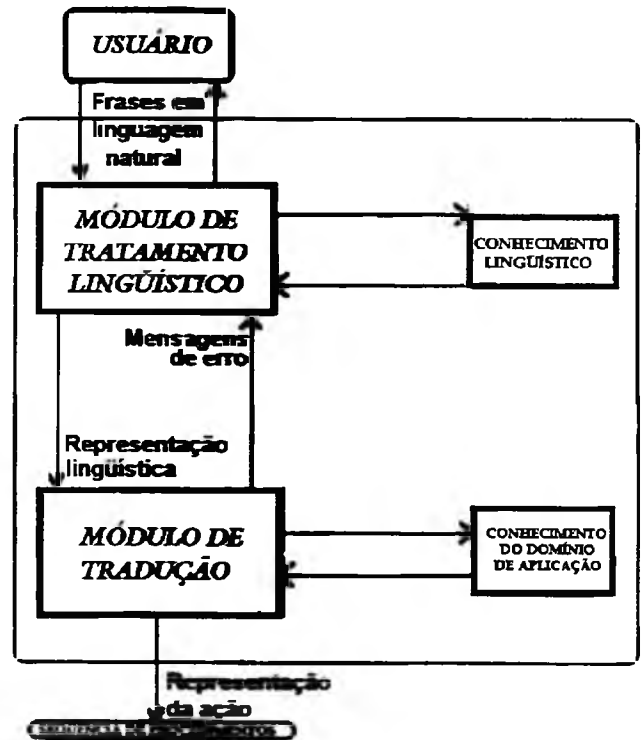 USUÁRIO
Frases em
linguagem
natural
MÓDULO DE
TRATAMENTO
LINGÜÍSTICO
CONHECIMENTO
LINGÜÍSTICO
Mensagens
de erro
Representação
lingüística
MÓDULO DE
TRADUÇÃO
CONHECIMENTO
DO DOMÍNIO
DE APLICAÇÃO
Representação
da ação
DE